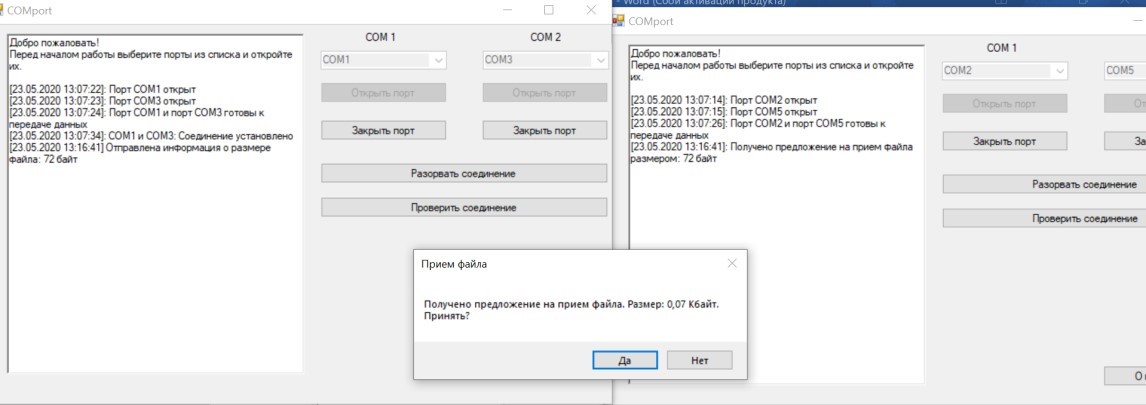 Word (Сбой активации продукта)
COMport
Добро пожаловать!
Перед началом работы выберите порты из списка и откройте
их.
[23.05.2020 13:07:22]: Порт COM1 открыт
[23.05.2020 13:07:23]: Порт COM3 открыт
[23.05.2020 13:07:24]: Порт COM1 и порт COM3 готовы к
передаче данных
[23.05.2020 13:07:34]: COM1 и COM3: Соединение установлено
[23.05.2020 13:16:41] Отправлена информация о размере
файла: 72 байт
COM 1
COM 2
COM1
COM3
Открыть порт
Открыть порт
Закрыть порт
Закрыть порт
Разорвать соединение
Проверить соединение
COMport
Добро пожаловать!
Перед началом работы выберите порты из списка и откройте
их.
[23.05.2020 13:07:14]: Порт COM2 открыт
[23.05.2020 13:07:15]: Порт COM5 открыт
[23.05.2020 13:07:26]: Порт COM2 и порт COM5 готовы к
передаче данных
[23.05.2020 13:16:41]: Получено предложение на прием файла
размером: 72 байт
COM 1
COM2
COM5
Открыть порт
От
Закрыть порт
За
Разорвать соединение
Проверить соединение
О
Прием файла
Получено предложение на прием файла. Размер: 0,07 Кбайт.
Принять?
Да
Нет